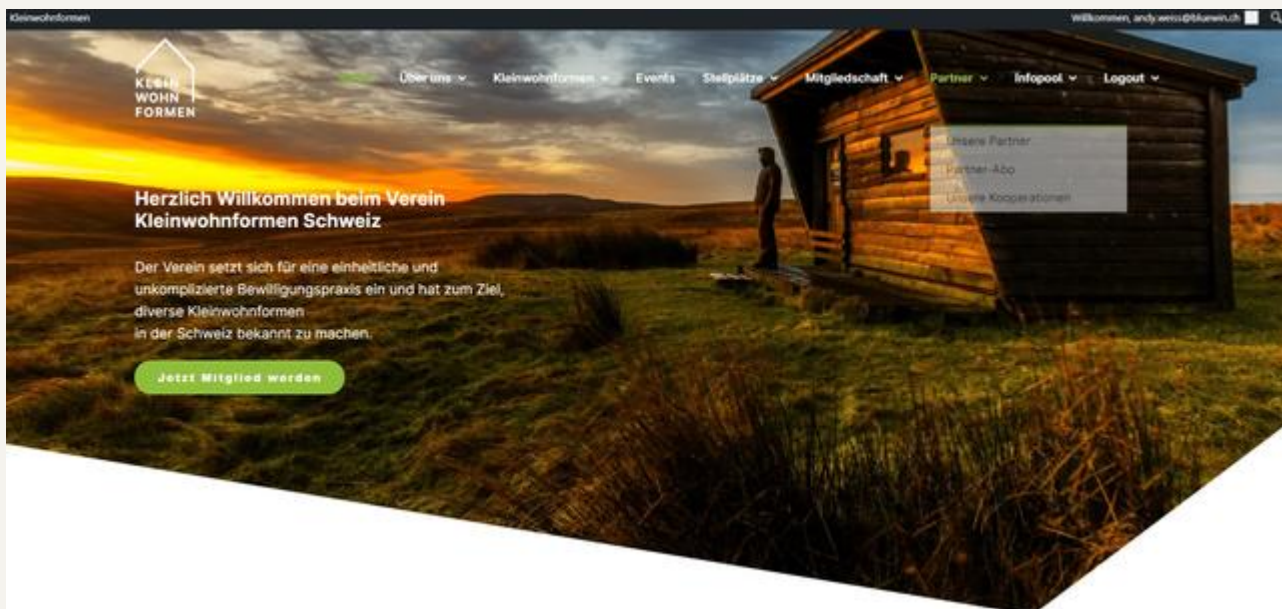 Kleinwohnformen
Willkommen, andy.weiss@bluewin.ch
KLEIN
WOHN
FORMEN
Über uns
Kleinwohnformen
Events
Stellplätze
Mitgliedschaft
Partner
Infopool
Logout
Unsere Partner
Partner-Abo
Unsere Kooperationen
Herzlich Willkommen beim Verein
Kleinwohnformen Schweiz
Der Verein setzt sich für eine einheitliche und
unkomplizierte Bewilligungspraxis ein und hat zum Ziel,
diverse Kleinwohnformen
in der Schweiz bekannt zu machen.
Jetzt Mitglied werden